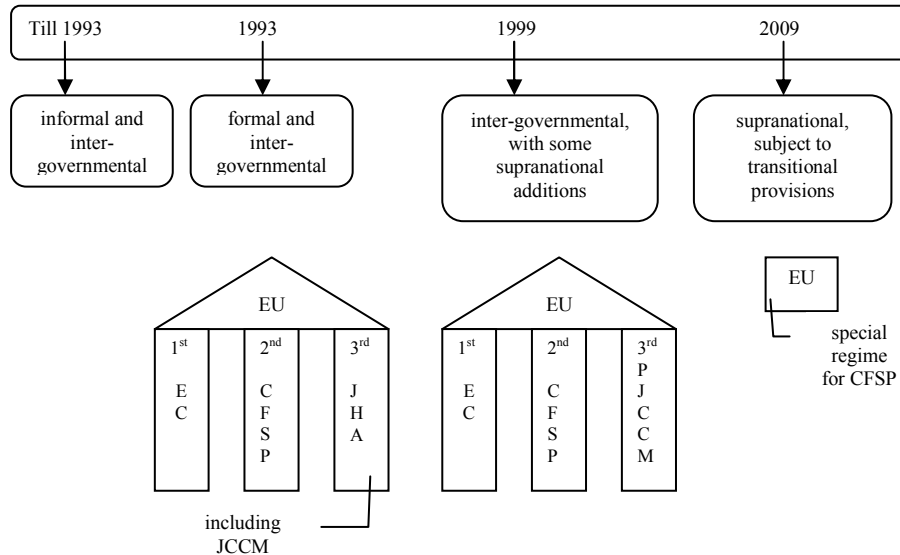 Till 1993
1993
1999
2009
informal and
inter-
governmental
formal and
inter-
governmental
inter-governmental,
with some
supranational
additions
supranational,
subject to
transitional
provisions
EU
1st
E
C
2nd
C
F
S
P
3rd
J
H
A
including
JCCM
EU
1st
E
C
2nd
C
F
S
P
3rd
P
J
C
C
M
EU
special
regime
for CFSP